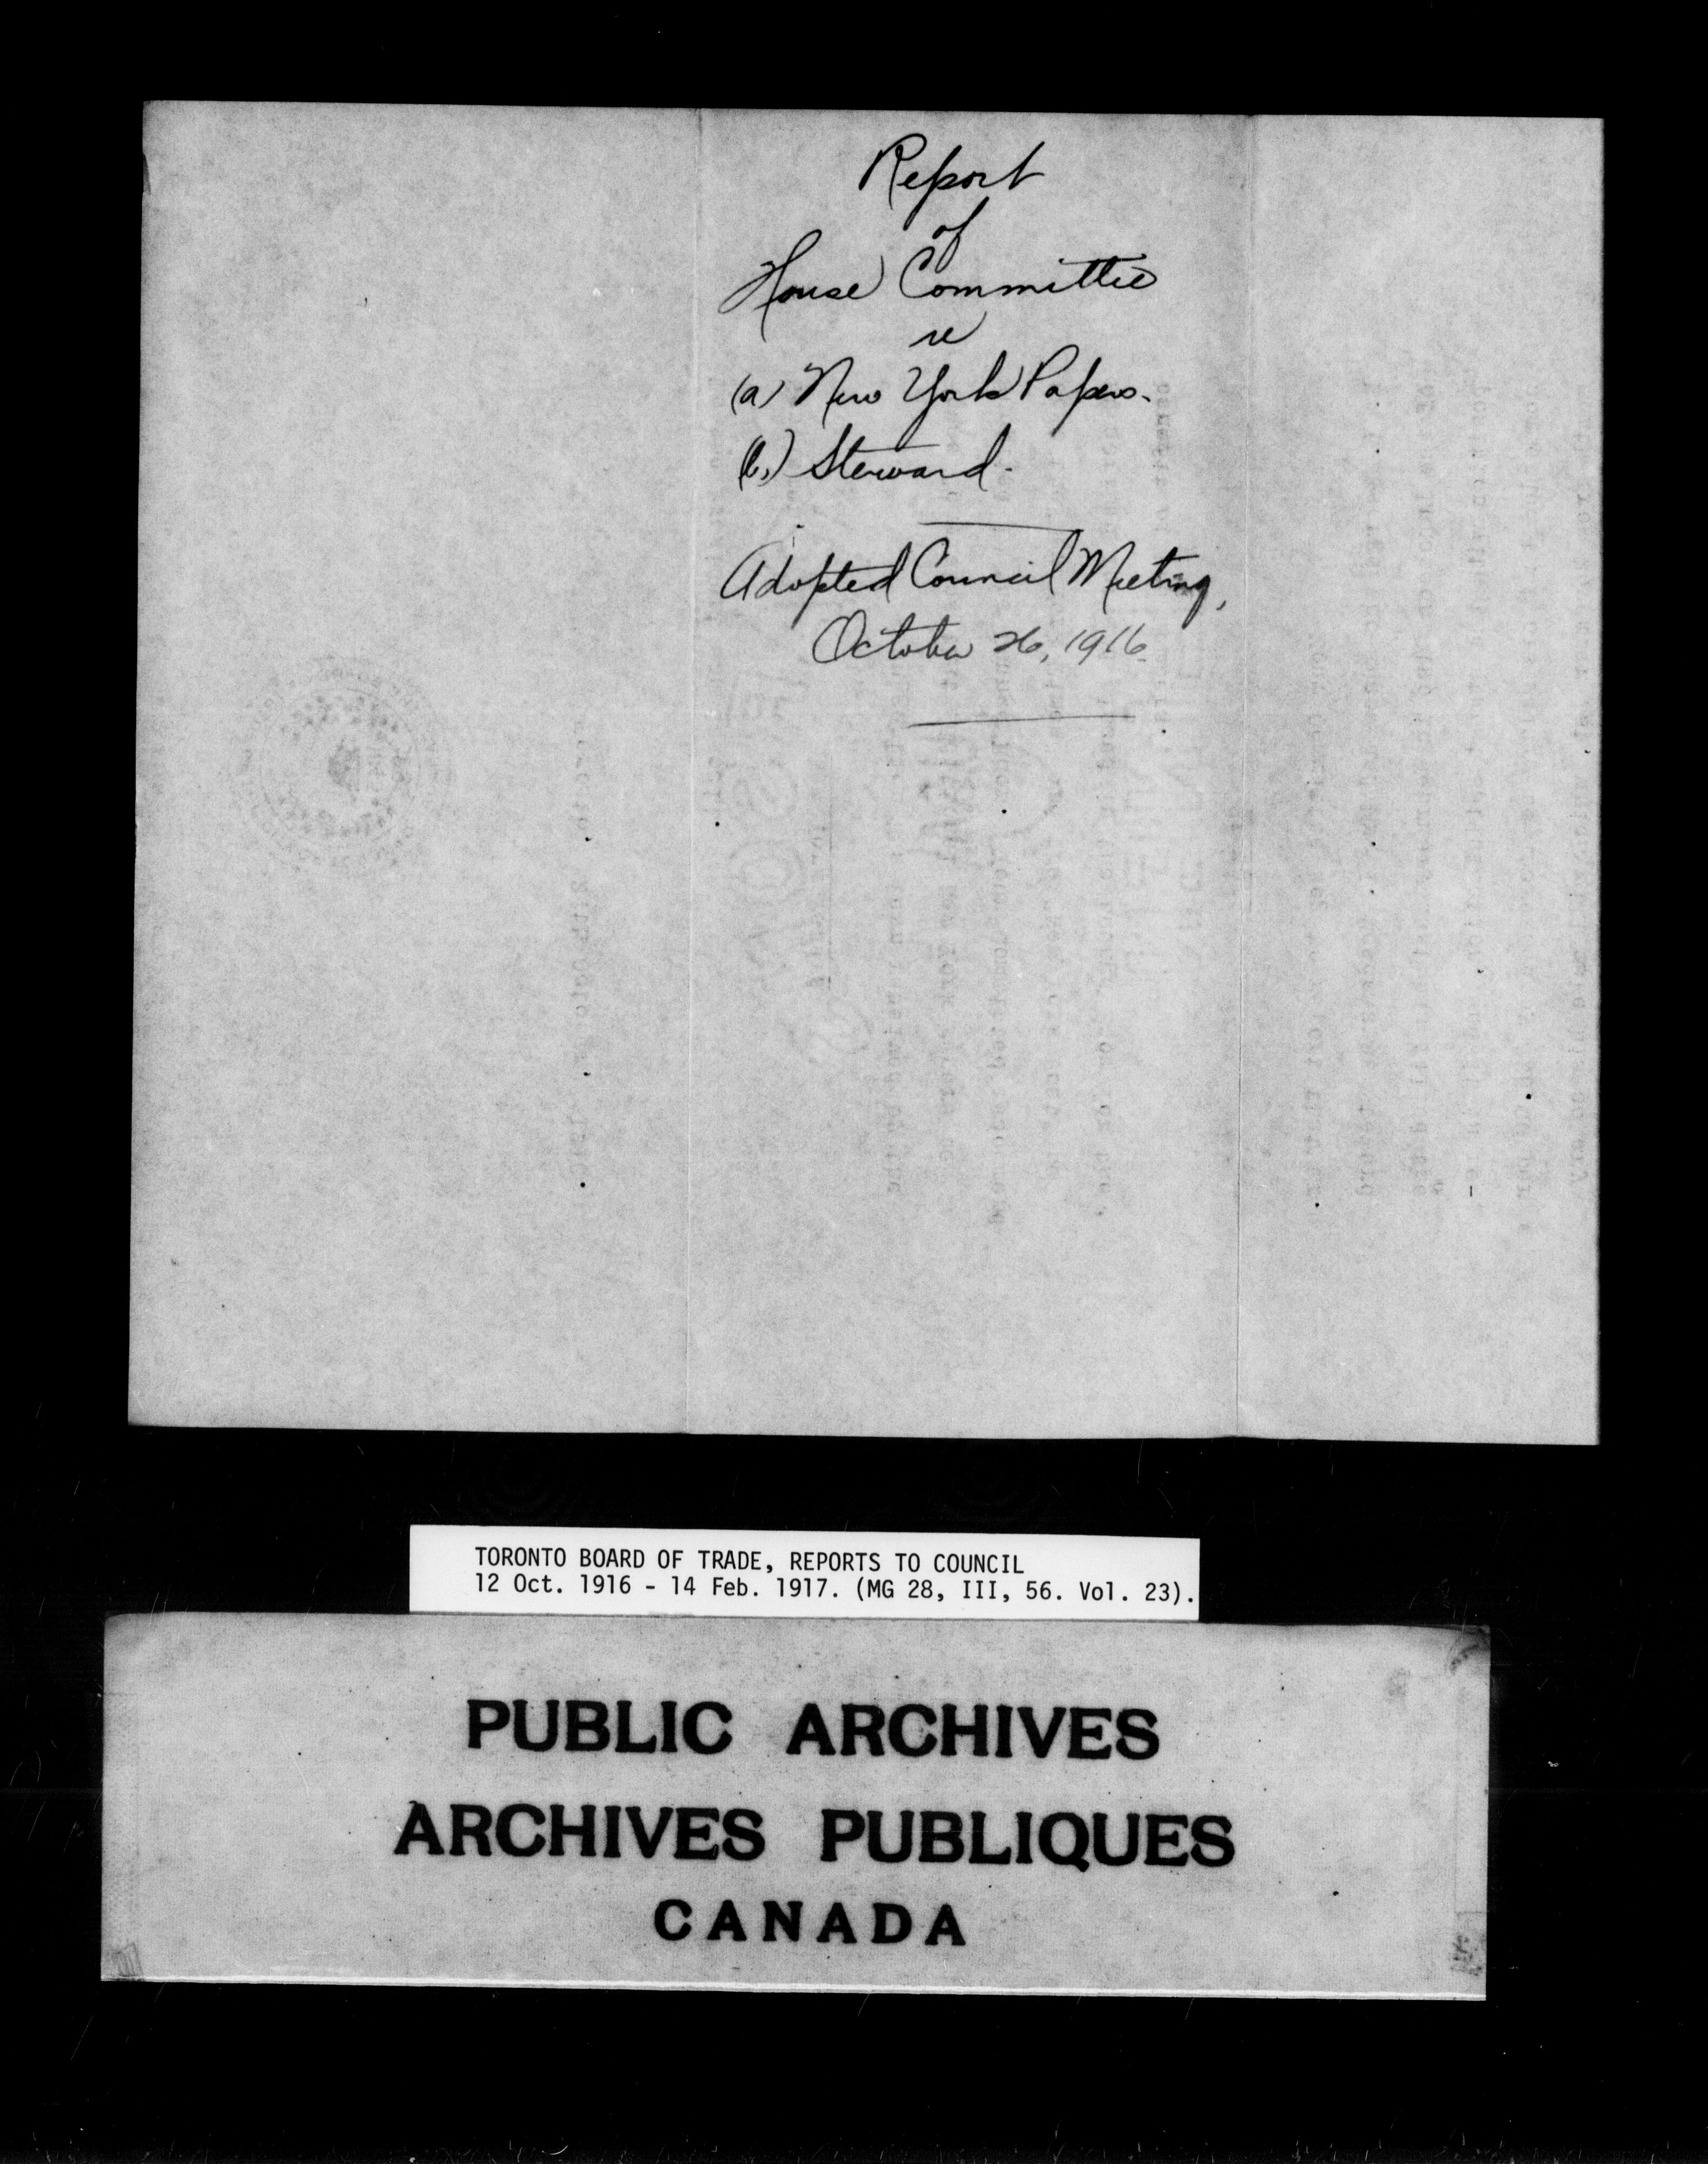 Report
of
House Committee
re
(a) New York Papers.
(b.) Steward.
Adopted Council Meeting,
October 26, 1916.
TORONTO BOARD OF TRADE, REPORTS TO COUNCIL
12 Oct. 1916 - 14 Feb. 1917. (MG 28, III, 56. Vol. 23).
PUBLIC ARCHIVES
ARCHIVES PUBLIQUES
CANADA